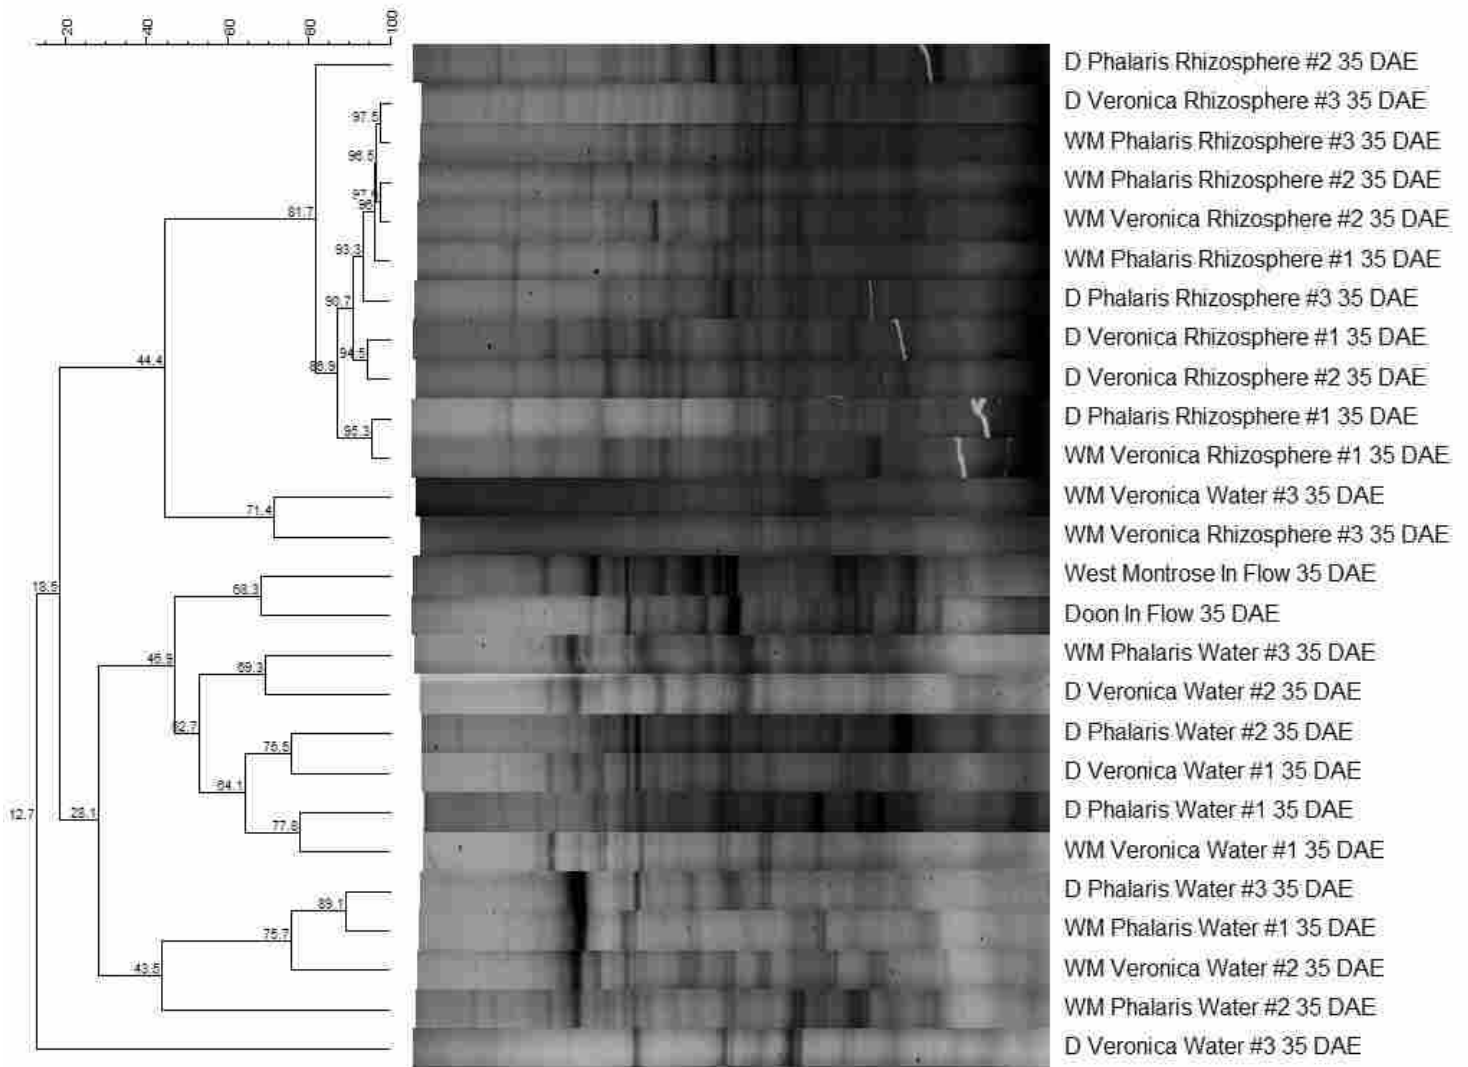 20 40 60 80 100
D Phalaris Rhizosphere #2 35 DAE
D Veronica Rhizosphere #3 35 DAE
97.5
WM Phalaris Rhizosphere #3 35 DAE
96.5
WM Phalaris Rhizosphere #2 35 DAE
81.7
WM Veronica Rhizosphere #2 35 DAE
93.3
WM Phalaris Rhizosphere #1 35 DAE
90.7
D Phalaris Rhizosphere #3 35 DAE
D Veronica Rhizosphere #1 35 DAE
44.4
94.5
86.9
D Veronica Rhizosphere #2 35 DAE
D Phalaris Rhizosphere #1 35 DAE
95.3
WM Veronica Rhizosphere #1 35 DAE
WM Veronica Water #3 35 DAE
71.4
WM Veronica Rhizosphere #3 35 DAE
West Montrose In Flow 35 DAE
18.5
68.3
Doon In Flow 35 DAE
WM Phalaris Water #3 35 DAE
46.9
69.3
D Veronica Water #2 35 DAE
52.7
D Phalaris Water #2 35 DAE
75.5
D Veronica Water #1 35 DAE
64.1
D Phalaris Water #1 35 DAE
12.7
28.1
77.8
WM Veronica Water #1 35 DAE
D Phalaris Water #3 35 DAE
89.1
WM Phalaris Water #1 35 DAE
75.7
WM Veronica Water #2 35 DAE
43.5
WM Phalaris Water #2 35 DAE
D Veronica Water #3 35 DAE